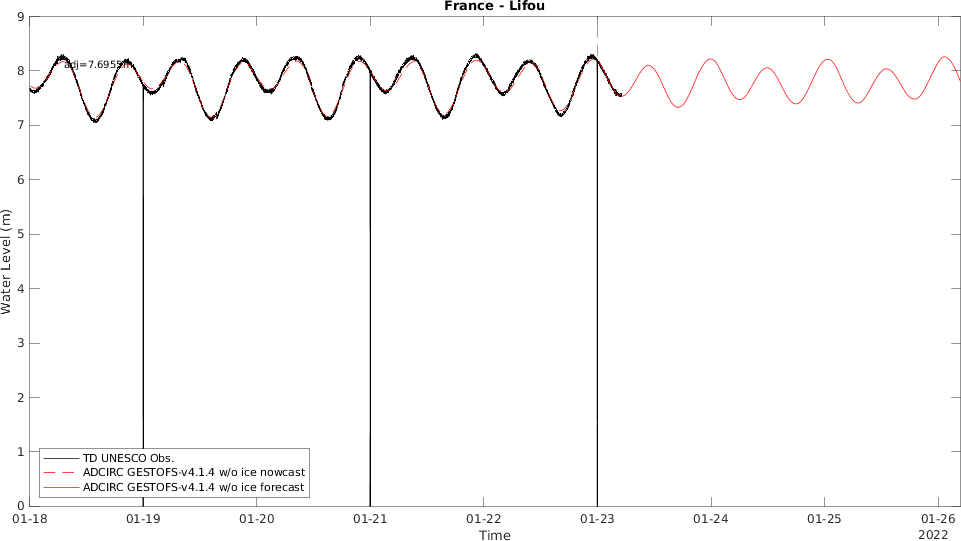 France - Lifou
9
8
7
6
5
4
3
2
1
0
Water Level (m)
adj=7.6955m
TD UNESCO Obs.
ADCIRC GESTOFS-v4.1.4 w/o ice nowcast
ADCIRC GESTOFS-v4.1.4 w/o ice forecast
01-18 01-19 01-20 01-21 01-22 01-23 01-24 01-25 01-26
Time
2022